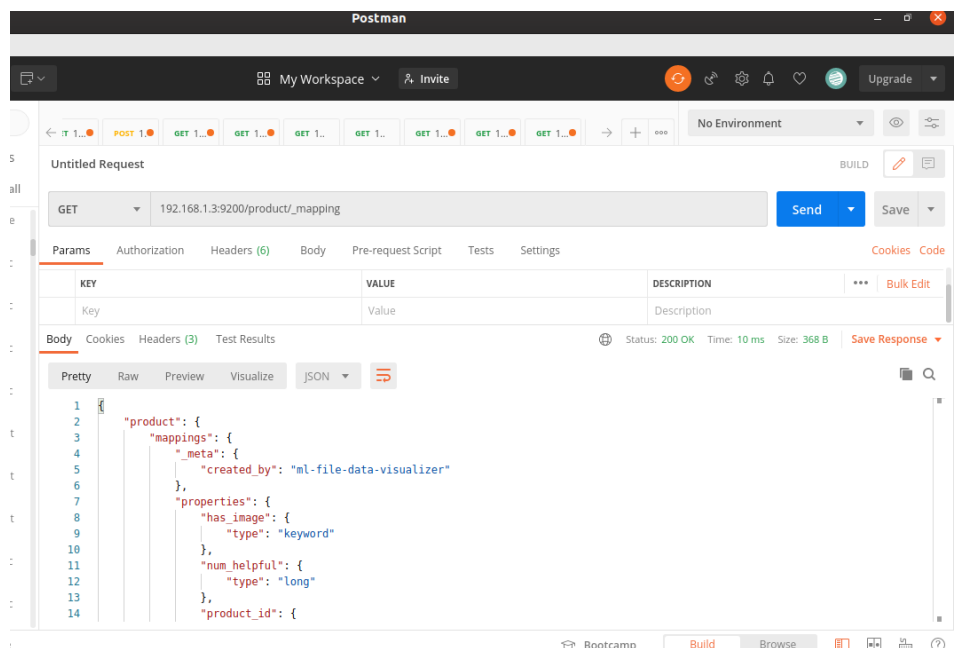 Postman
My Workspace
Invite
Upgrade
1...
POST 1.
GET 1...
GET 1...
GET 1..
GET 1..
GET 1...
GET 1...
GET 1...
No Environment
Untitled Request
BUILD
GET
192.168.1.3:9200/product/_mapping
Send
Save
Params
Authorization
Headers (6)
Body
Pre-request Script
Tests
Settings
Cookies
Code
KEY
VALUE
DESCRIPTION
Bulk Edit
Key
Value
Description
Body
Cookies
Headers (3)
Test Results
Status: 200 OK
Time: 10 ms
Size: 368 B
Save Response
Pretty
Raw
Preview
Visualize
JSON
1 {
2 "product": {
3 "mappings": {
4 "_meta": {
5 "created_by": "ml-file-data-visualizer"
6 },
7 "properties": {
8 "has_image": {
9 "type": "keyword"
10 },
11 "num_helpful": {
12 "type": "long"
13 },
14 "product_id": {
Bootcamp
Build
Browse